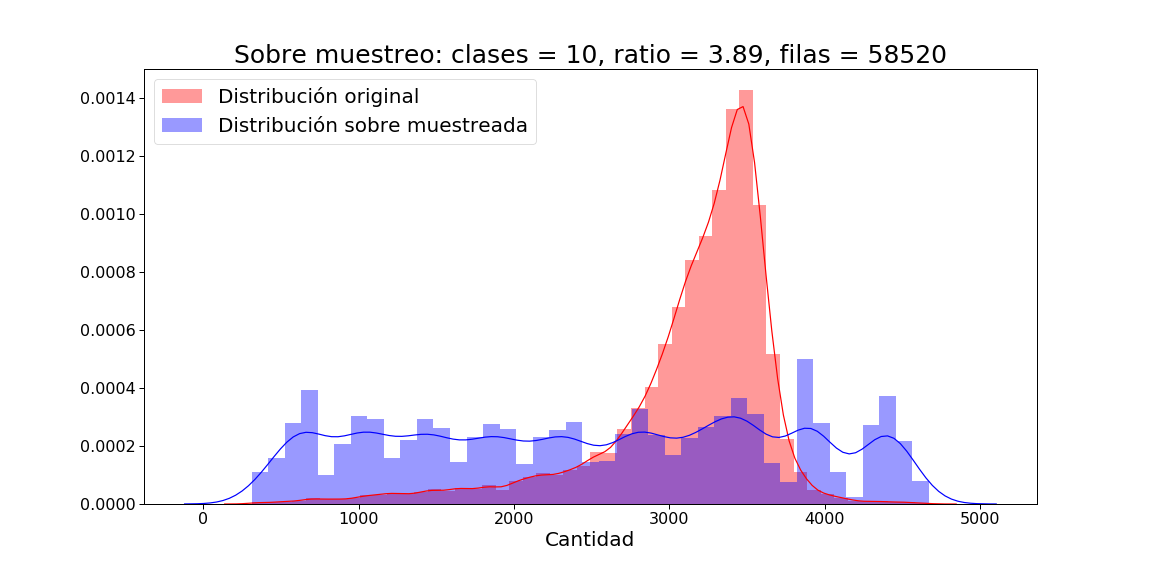 Sobre muestreo: clases = 10, ratio = 3.89, filas = 58520
Distribución original
Distribución sobre muestreada
0.0014
0.0012
0.0010
0.0008
0.0006
0.0004
0.0002
0.0000
0 1000 2000 3000 4000 5000
Cantidad